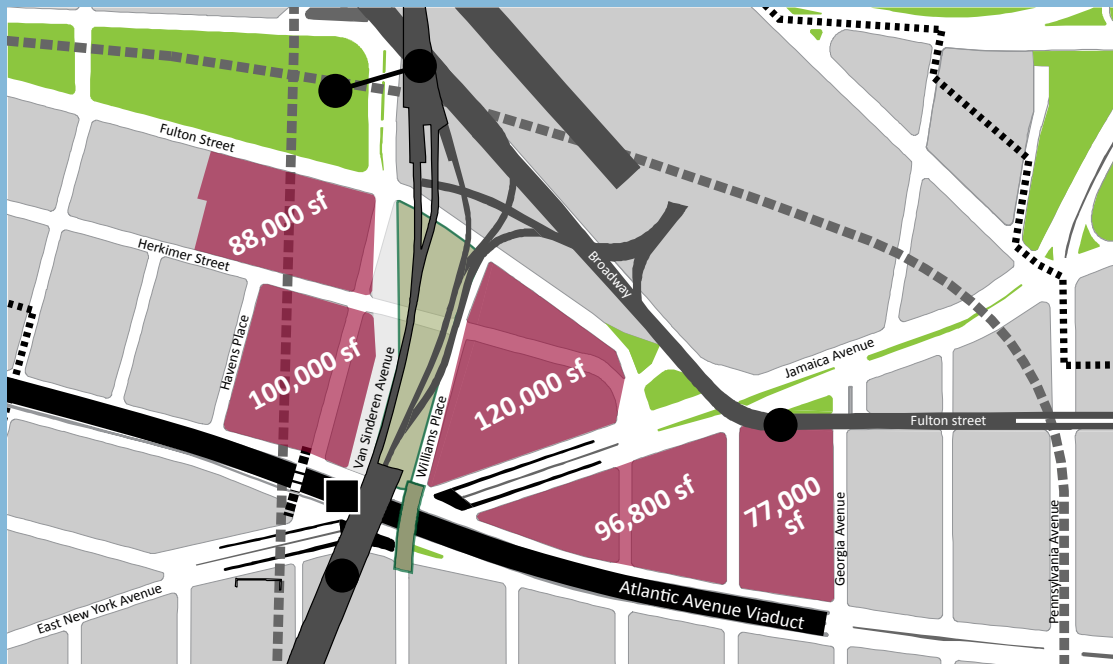 Fulton Street
88,000 sf
Herkimer Street
Broadway
Havens Place
100,000 sf
Van Sinderen Avenue
Williams Place
120,000 sf
Jamaica Avenue
Fulton street
96,800 sf
77,000
sf
Georgia Avenue
Pennsylvania Avenue
Atlantic Avenue Viaduct
East New York Avenue